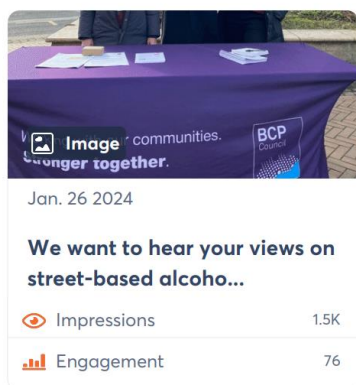 our communities.
Stronger together.
BCP
Council
Image
Jan. 26 2024
We want to hear your views on
street-based alcoho...
Impressions 1.5K
Engagement 76